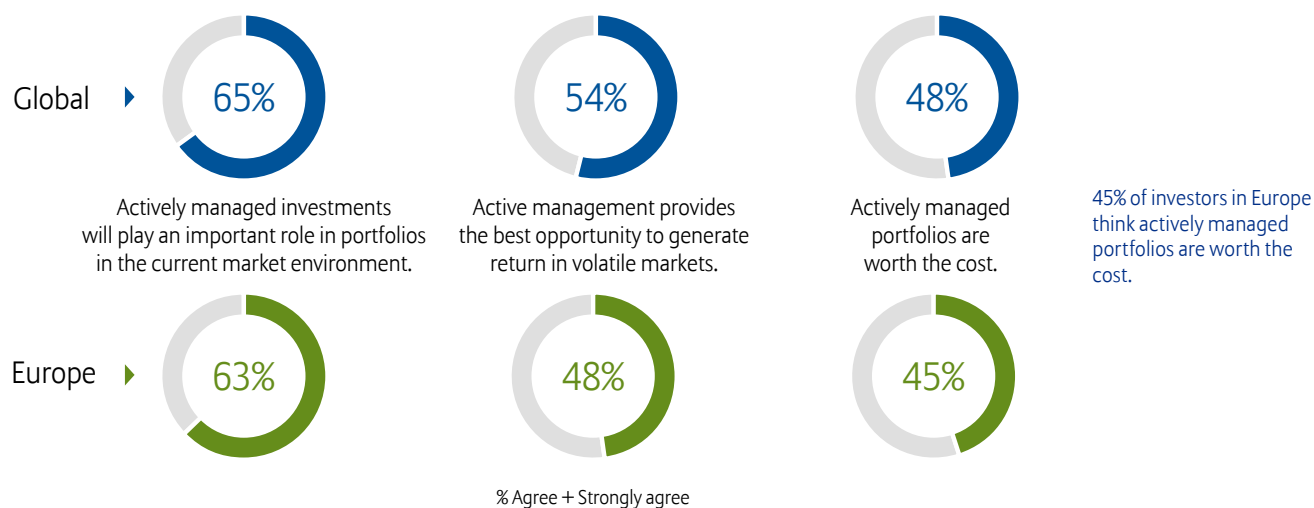 Global
65%
54%
48%
Actively managed investments
will play an important role in portfolios
in the current market environment.
Active management provides
the best opportunity to generate
return in volatile markets.
Actively managed
portfolios are
worth the cost.
45% of investors in Europe
think actively managed
portfolios are worth the
cost.
Europe
63%
48%
45%
% Agree + Strongly agree